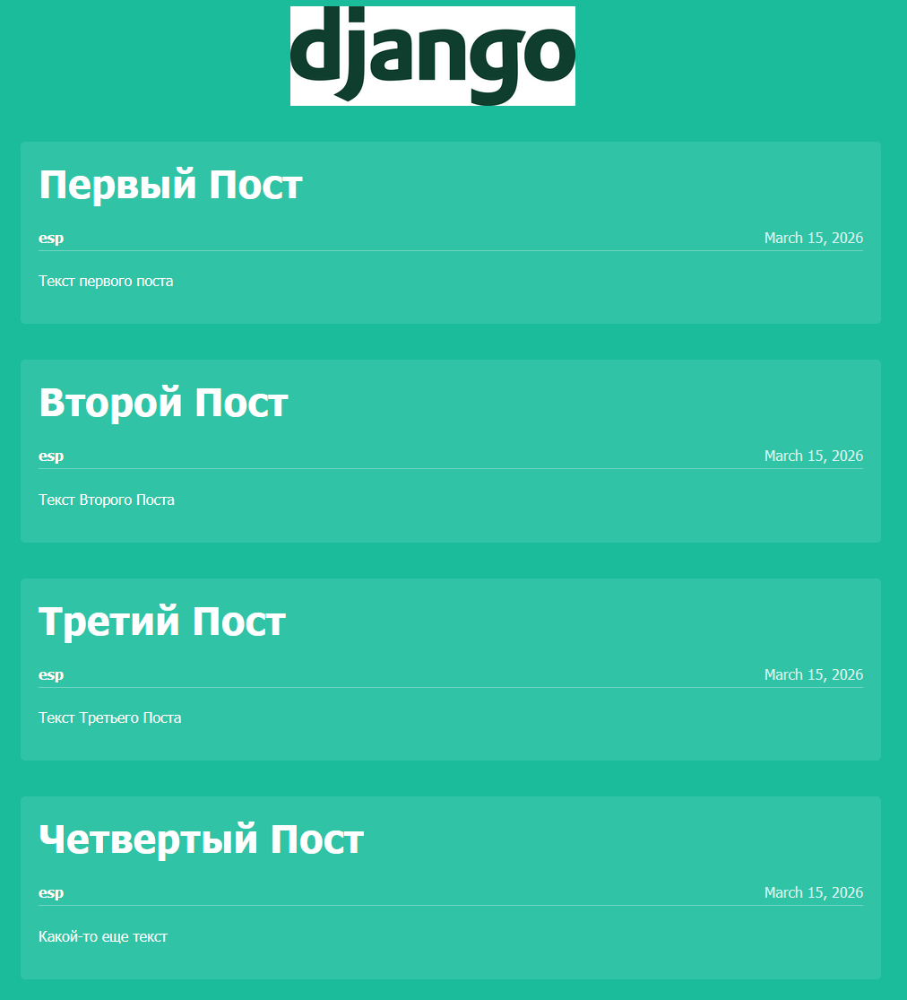 django
Первый Пост
esp March 15, 2026
Текст первого поста
Второй Пост
esp March 15, 2026
Текст Второго Поста
Третий Пост
esp March 15, 2026
Текст Третьего Поста
Четвертый Пост
esp March 15, 2026
Какой-то еще текст